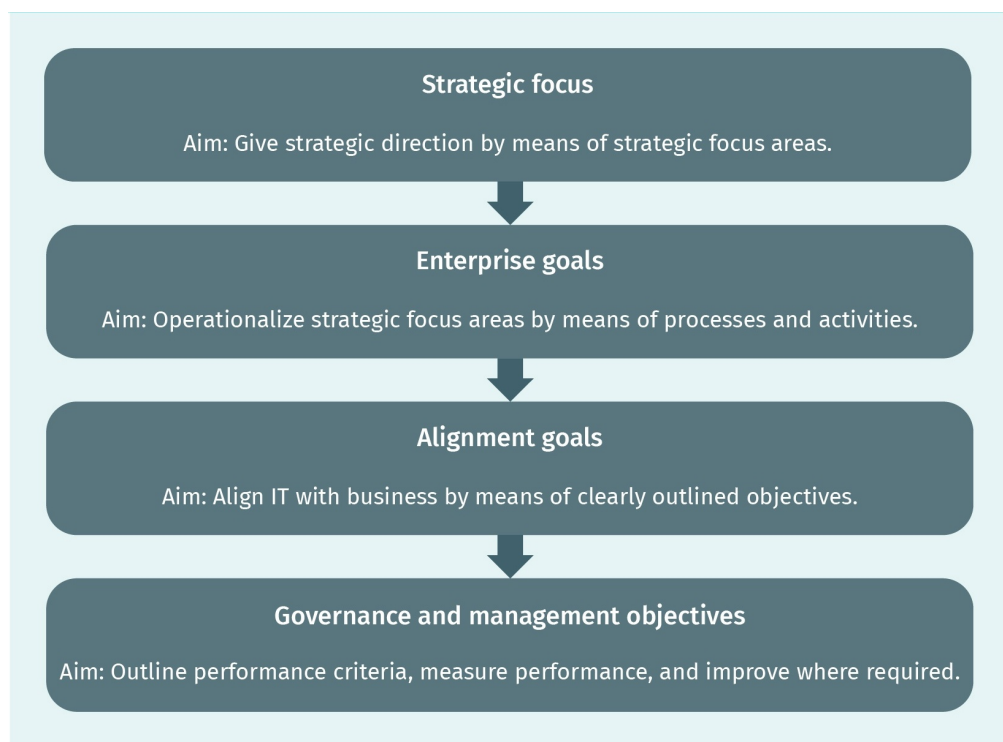 Strategic focus
Aim: Give strategic direction by means of strategic focus areas.
Enterprise goals
Aim: Operationalize strategic focus areas by means of processes and activities.
Alignment goals
Aim: Align IT with business by means of clearly outlined objectives.
Governance and management objectives
Aim: Outline performance criteria, measure performance, and improve where required.